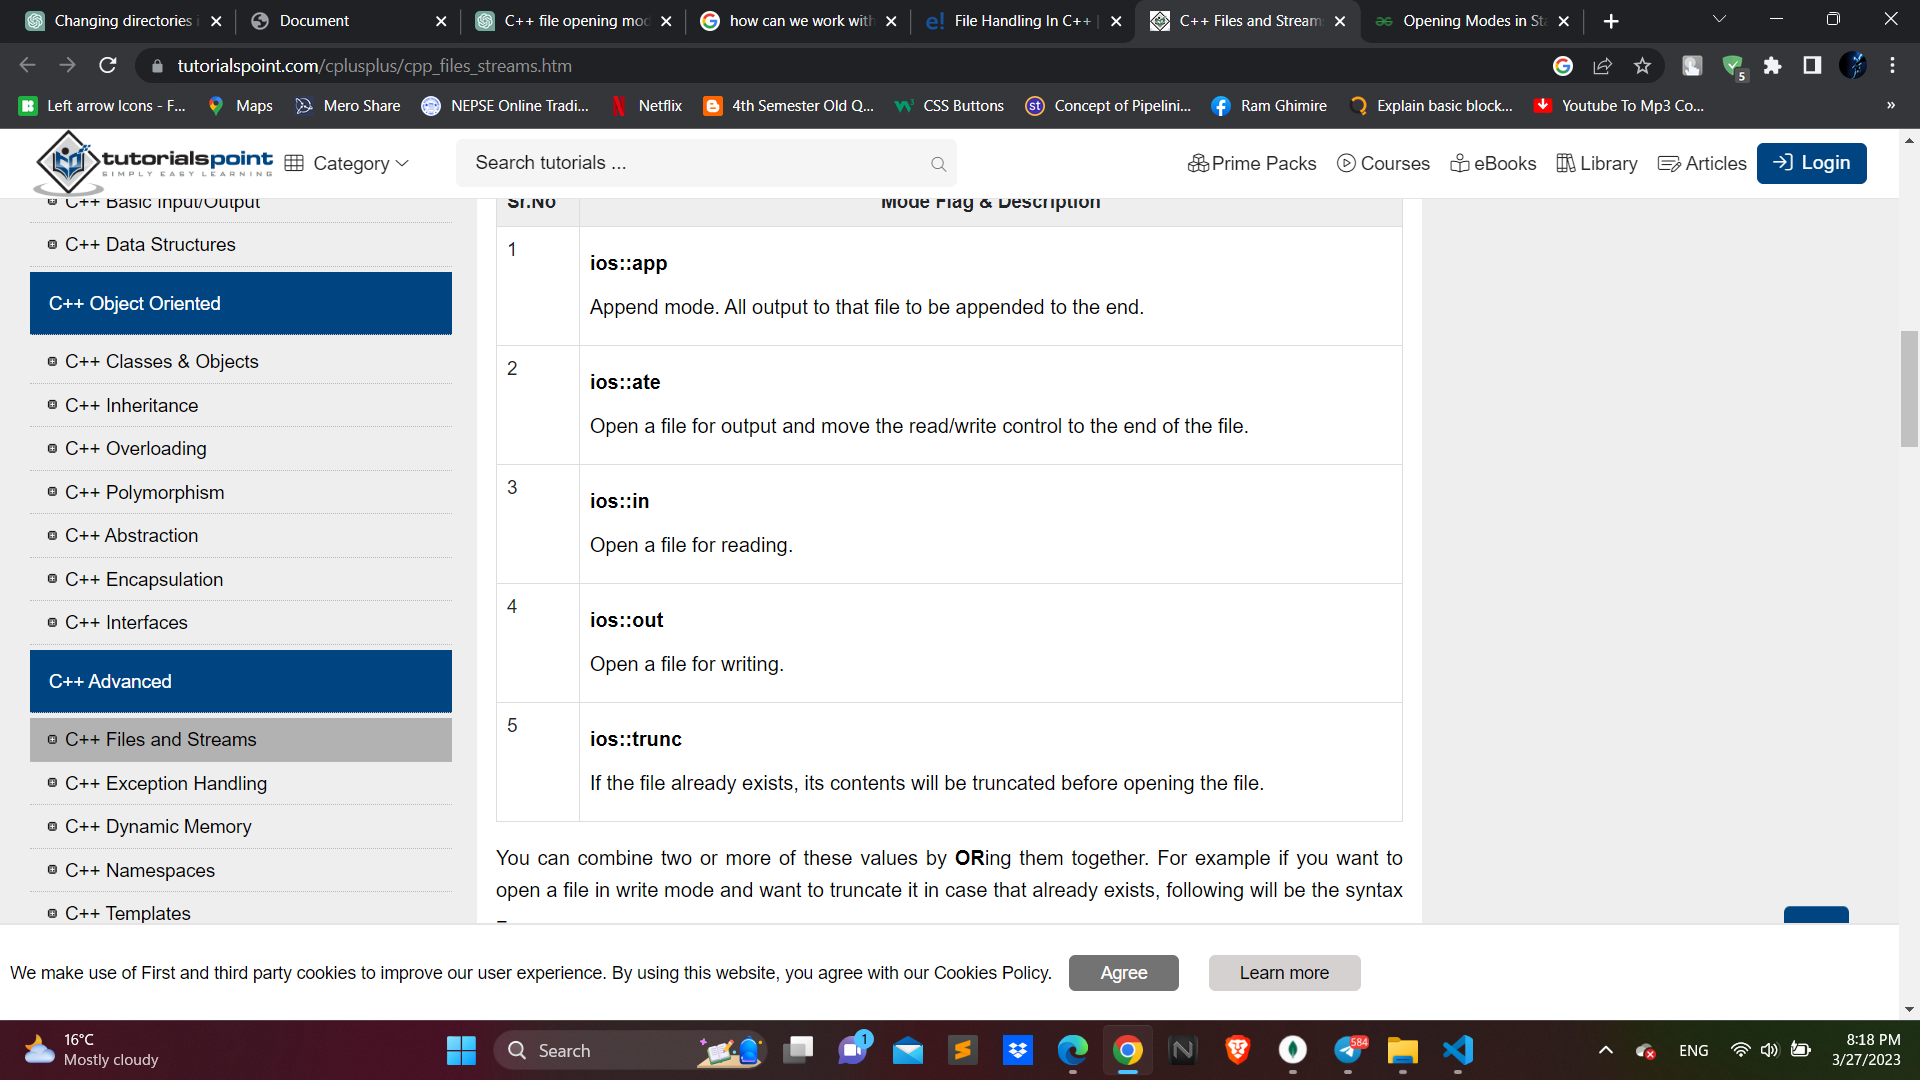 Changing directories i
Document
C++ file opening mod
how can we work with
File Handling In C++ |
C++ Files and Stream
Opening Modes in Sta
tutorialspoint.com/cplusplus/cpp_files_streams.htm
5
Left arrow Icons - F...
Maps
Mero Share
NEPSE Online Tradi...
Netflix
4th Semester Old Q...
CSS Buttons
Concept of Pipelini...
Ram Ghimire
Explain basic block...
Youtube To Mp3 Co...
»
tutorialspoint
SIMPLY EASY LEARNING
Category
Search tutorials ...
Prime Packs
Courses
eBooks
Library
Articles
Login
C++ Basic Input/Output
C++ Data Structures
C++ Object Oriented
C++ Classes & Objects
C++ Inheritance
C++ Overloading
C++ Polymorphism
C++ Abstraction
C++ Encapsulation
C++ Interfaces
C++ Advanced
C++ Files and Streams
C++ Exception Handling
C++ Dynamic Memory
C++ Namespaces
C++ Templates
Sr.No Mode Flag & Description
1
ios::app
Append mode. All output to that file to be appended to the end.
2
ios::ate
Open a file for output and move the read/write control to the end of the file.
3
ios::in
Open a file for reading.
4
ios::out
Open a file for writing.
5
ios::trunc
If the file already exists, its contents will be truncated before opening the file.
You can combine two or more of these values by ORing them together. For example if you want to
open a file in write mode and want to truncate it in case that already exists, following will be the syntax
–
We make use of First and third party cookies to improve our user experience. By using this website, you agree with our Cookies Policy.
Agree
Learn more
16°C
Mostly cloudy
Search
1
584
ENG
8:18 PM
3/27/2023